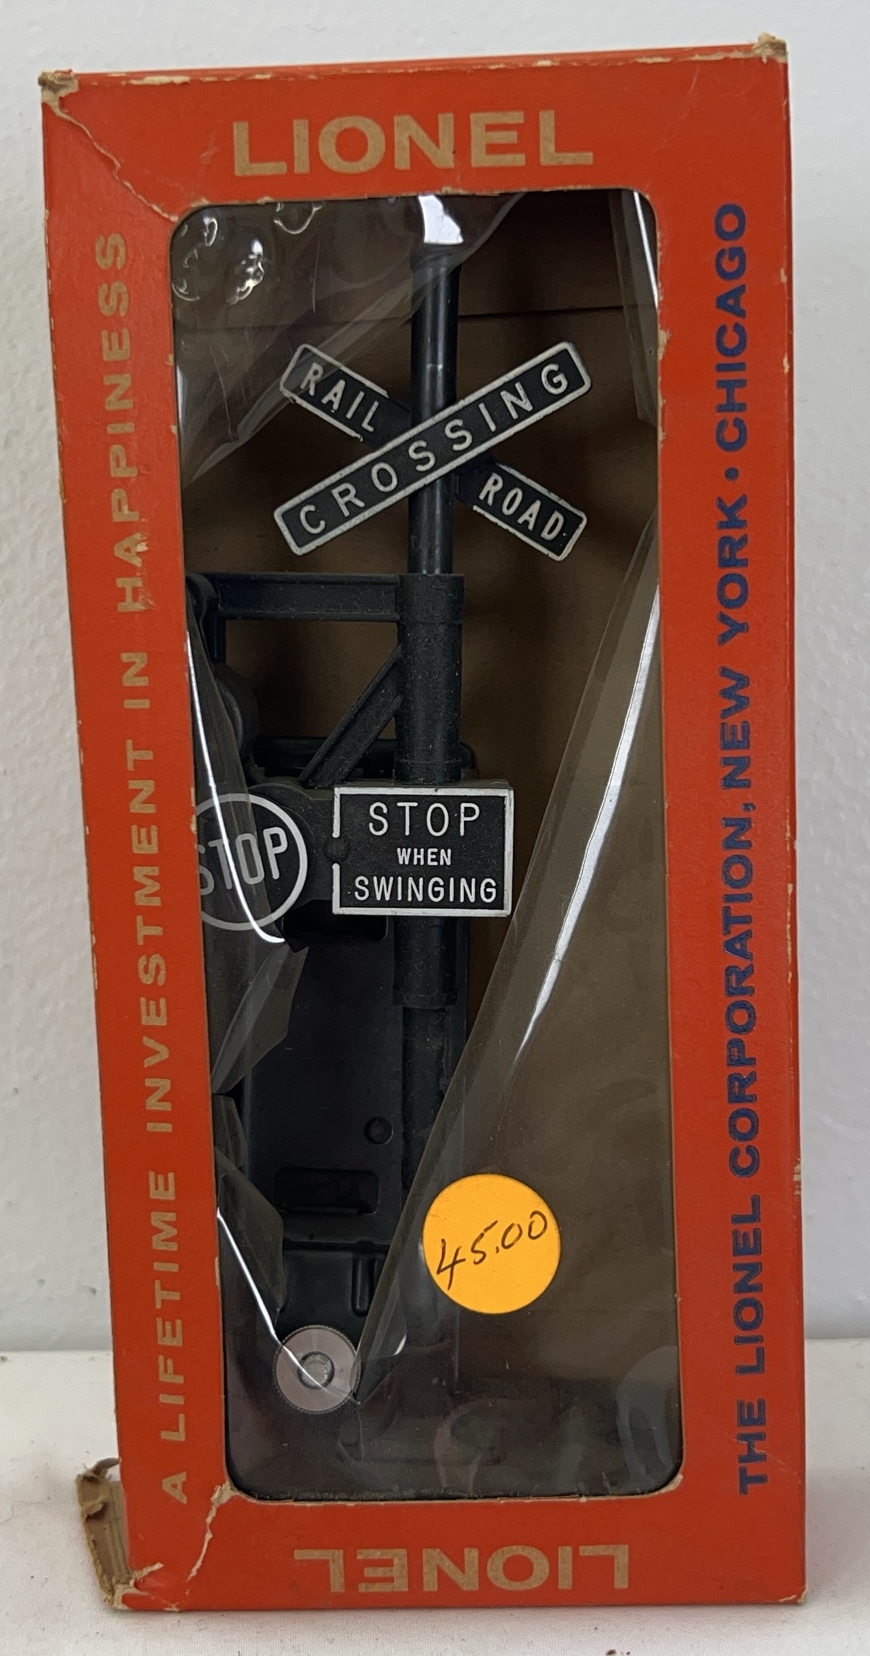 LIONEL
A LIFETIME INVESTMENT IN HAPPINESS
RAIL ROAD
CROSSING
STOP
WHEN
SWINGING
STOP
45.00
THE LIONEL CORPORATION, NEW YORK • CHICAGO
LIONEL